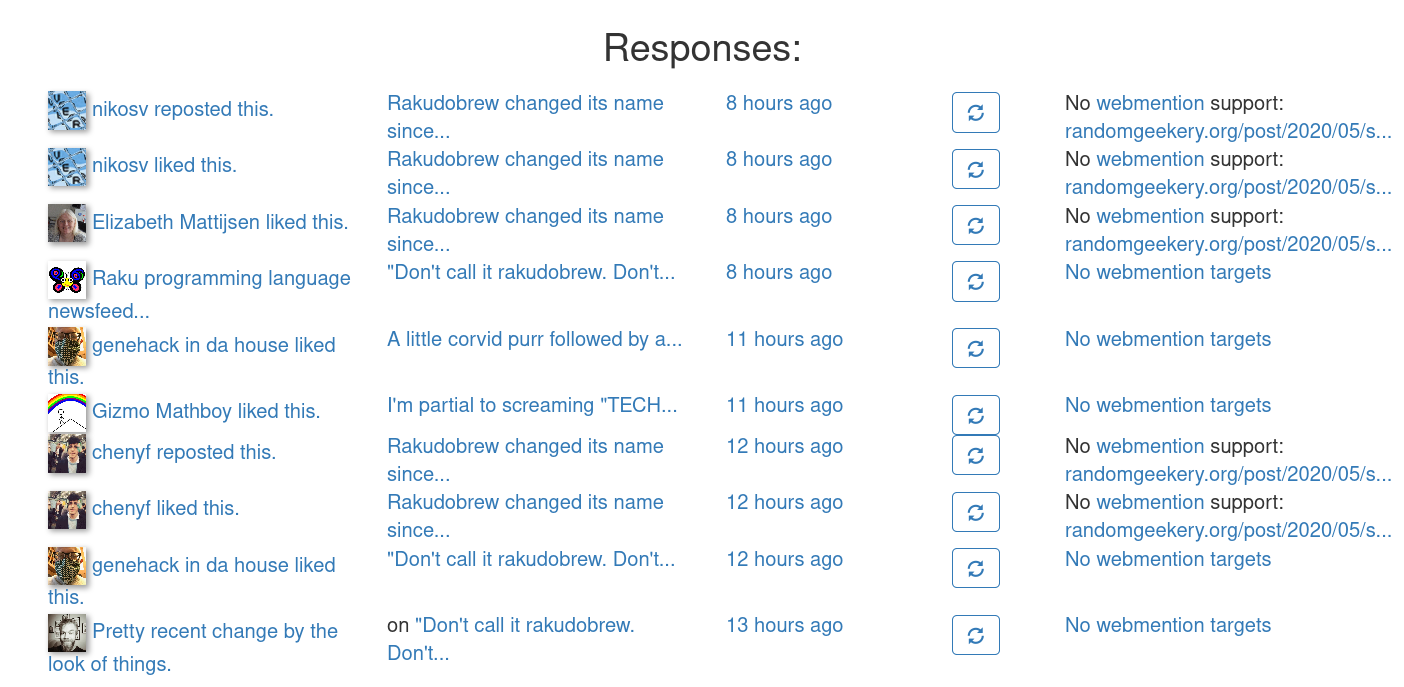 Responses:
nikosv reposted this. Rakudobrew changed its name 8 hours ago No webmention support:
since... randomgeekery.org/post/2020/05/s...
nikosv liked this. Rakudobrew changed its name 8 hours ago No webmention support:
since... randomgeekery.org/post/2020/05/s...
Elizabeth Mattijsen liked this. Rakudobrew changed its name 8 hours ago No webmention support:
since... randomgeekery.org/post/2020/05/s...
Raku programming language "Don't call it rakudobrew. Don't... 8 hours ago No webmention targets
newsfeed...
genehack in da house liked A little corvid purr followed by a... 11 hours ago No webmention targets
this.
Gizmo Mathboy liked this. I'm partial to screaming "TECH... 11 hours ago No webmention targets
chenyf reposted this. Rakudobrew changed its name 12 hours ago No webmention support:
since... randomgeekery.org/post/2020/05/s...
chenyf liked this. Rakudobrew changed its name 12 hours ago No webmention support:
since... randomgeekery.org/post/2020/05/s...
genehack in da house liked "Don't call it rakudobrew. Don't... 12 hours ago No webmention targets
this.
Pretty recent change by the on "Don't call it rakudobrew. 13 hours ago No webmention targets
look of things. Don't...